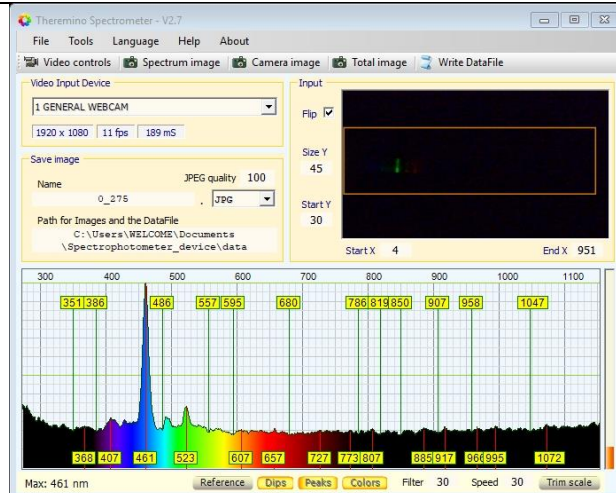 Theremino Spectrometer - V2.7
File Tools Language Help About
Video controls Spectrum image Camera image Total image Write DataFile
Video Input Device
1 GENERAL WEBCAM
1920 x 1080 11 fps 189 mS
Save image
Name JPEG quality 100
0_275 . JPG
Path for Images and the DataFile
C:\Users\WELCOME\Documents
\Spectrophotometer_device\data
Input
Flip
Size Y
45
Start Y
30
Start X 4 End X 951
300 400 500 600 700 800 900 1000 1100
351 386 486 557 595 680 786 819 850 907 958 1047
368 407 461 523 607 657 727 773 807 885 917 966 995 1072
Max: 461 nm Reference Dips Peaks Colors Filter 30 Speed 30 Trim scale